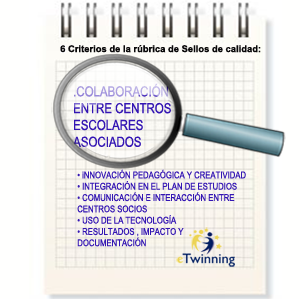 6 Criterios de la rúbrica de Sellos de calidad:
.COLABORACIÓN
ENTRE CENTROS
ESCOLARES
ASOCIADOS
• INNOVACIÓN PEDAGÓGICA Y CREATIVIDAD
• INTEGRACIÓN EN EL PLAN DE ESTUDIOS
• COMUNICACIÓN E INTERACCIÓN ENTRE
CENTROS SOCIOS
• USO DE LA TECNOLOGÍA
• RESULTADOS , IMPACTO Y
DOCUMENTACIÓN
eTwinning